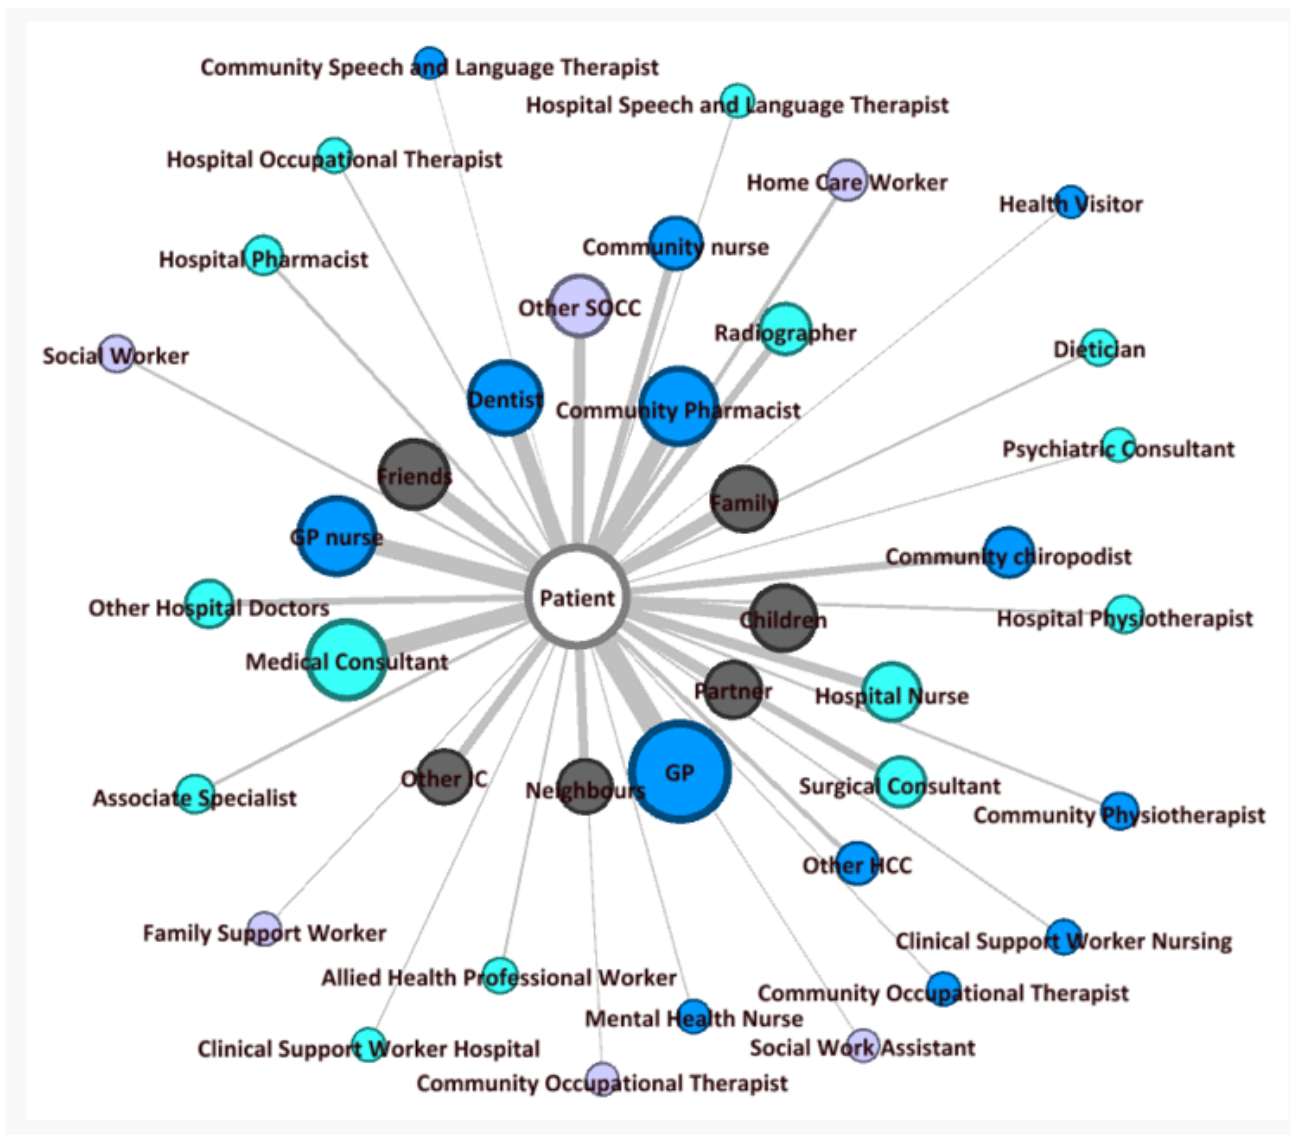 Community Speech and Language Therapist
Hospital Speech and Language Therapist
Hospital Occupational Therapist
Home Care Worker
Health Visitor
Community nurse
Hospital Pharmacist
Other SOCC
Radiographer
Social Worker
Dietician
Dentist
Community Pharmacist
Psychiatric Consultant
Friends
Family
GP nurse
Community chiropodist
Patient
Other Hospital Doctors
Children
Hospital Physiotherapist
Medical Consultant
Partner
Hospital Nurse
Other IC
GP
Neighbours
Surgical Consultant
Associate Specialist
Community Physiotherapist
Other HCC
Family Support Worker
Clinical Support Worker Nursing
Allied Health Professional Worker
Community Occupational Therapist
Mental Health Nurse
Clinical Support Worker Hospital
Social Work Assistant
Community Occupational Therapist